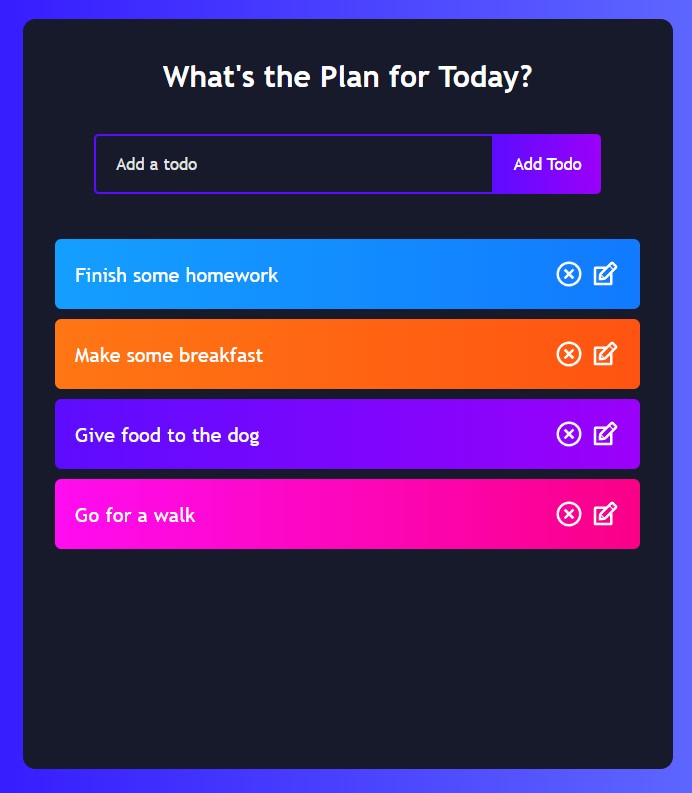 What's the Plan for Today?
Add a todo
Add Todo
Finish some homework
Make some breakfast
Give food to the dog
Go for a walk